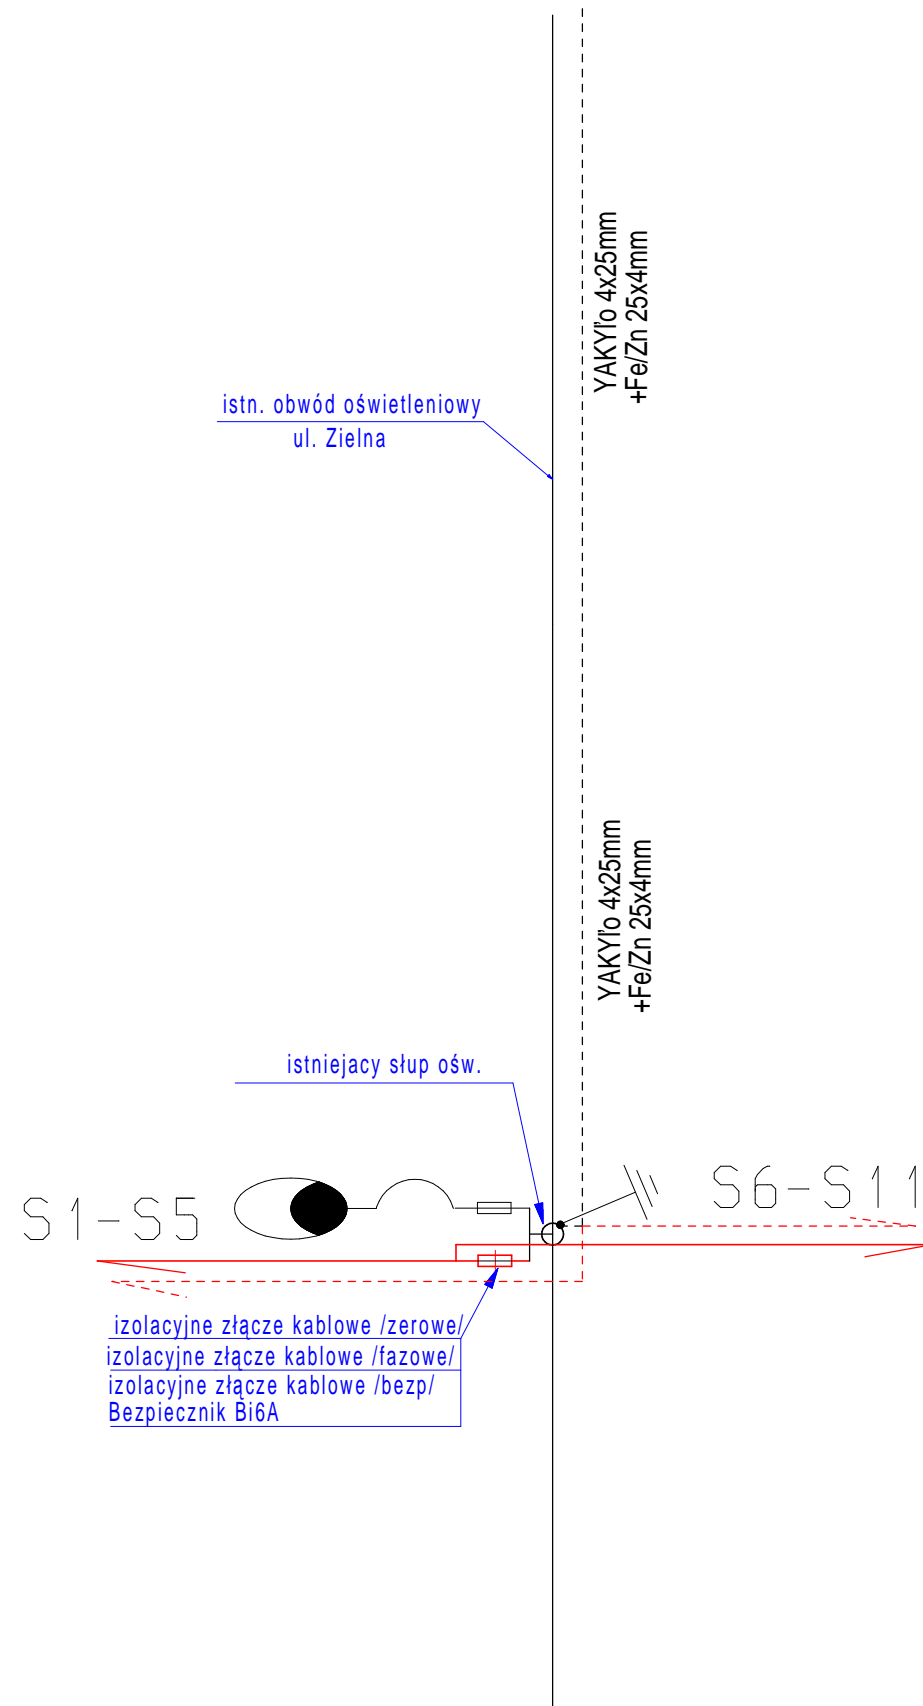 YAKYľo 4x25mm
+Fe/Zn 25x4mm
istn. obwód oświetleniowy
ul. Zielna
YAKYľo 4x25mm
+Fe/Zn 25x4mm
istniejacy słup ośw.
S1-S5
S6-S11
izolacyjne złącze kablowe /zerowe/
izolacyjne złącze kablowe /fazowe/
izolacyjne złącze kablowe /bezp/
Bezpiecznik Bi6A